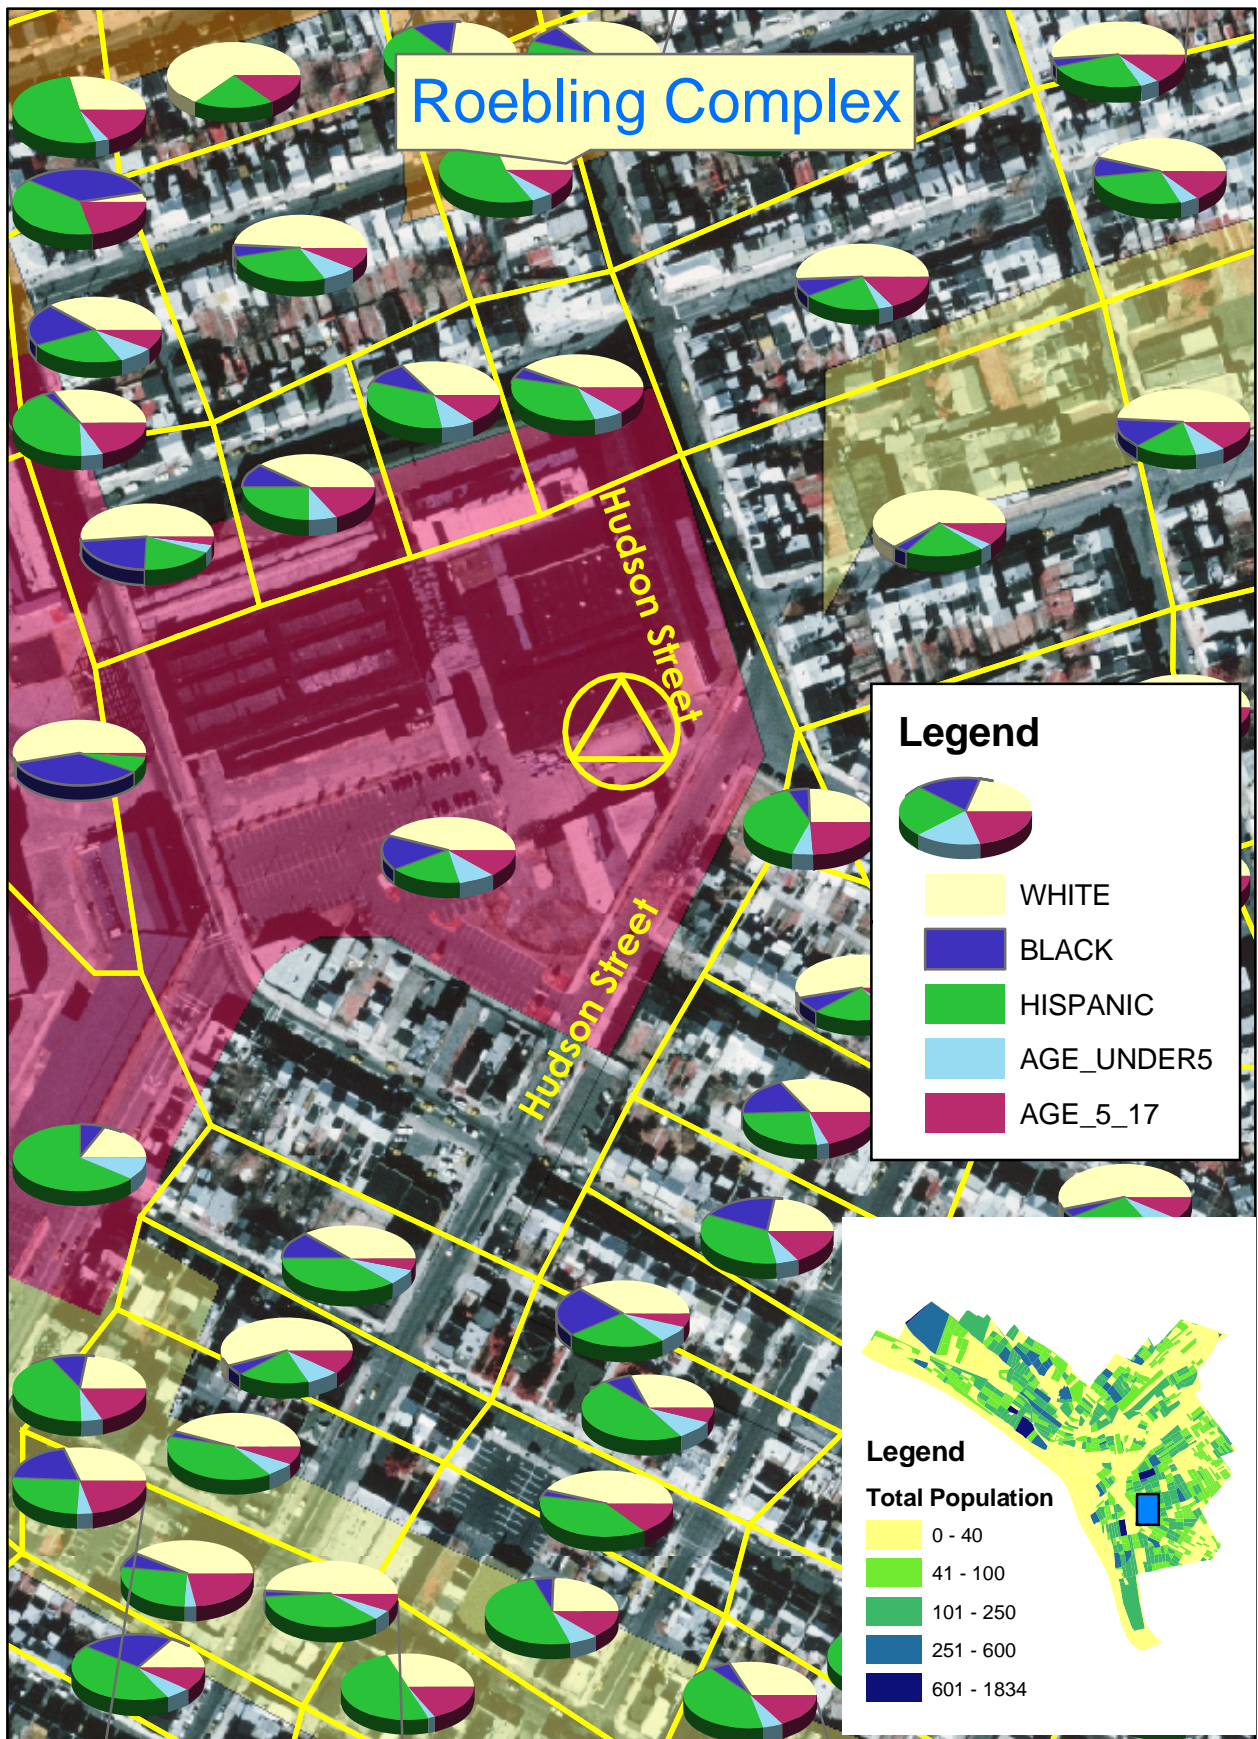 Roebling Complex
Hudson Street
Hudson Street
Legend
WHITE
BLACK
HISPANIC
AGE_UNDER5
AGE_5_17
Legend
Total Population
0 - 40
41 - 100
101 - 250
251 - 600
601 - 1834